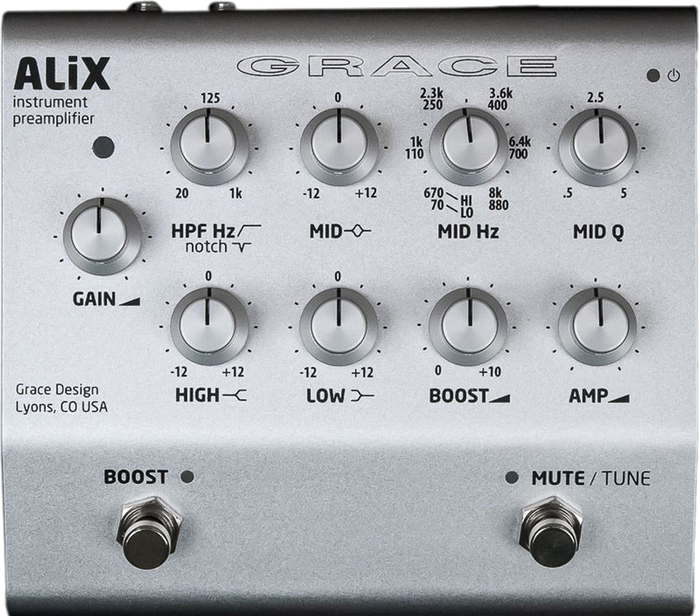 ALiX
instrument
preamplifier
GRACE
125
20 1k
HPF Hz
notch
0
-12 +12
MID
2.3k 3.6k
250 400
1k 6.4k
110 700
670 HI 8k
70 LO 880
MID Hz
2.5
.5 5
MID Q
GAIN
0
-12 +12
HIGH
0
-12 +12
LOW
0 +10
BOOST
AMP
Grace Design
Lyons, CO USA
BOOST
MUTE / TUNE